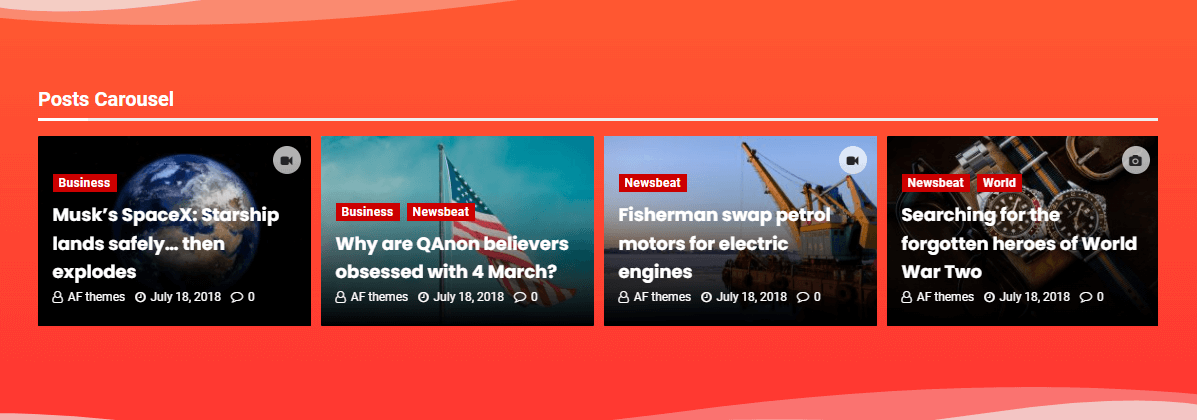 Posts Carousel
Business
Musk’s SpaceX: Starship
lands safely… then
explodes
AF themes July 18, 2018 0
Business Newsbeat
Why are QAnon believers
obsessed with 4 March?
AF themes July 18, 2018 0
Newsbeat
Fisherman swap petrol
motors for electric
engines
AF themes July 18, 2018 0
Newsbeat World
Searching for the
forgotten heroes of World
War Two
AF themes July 18, 2018 0